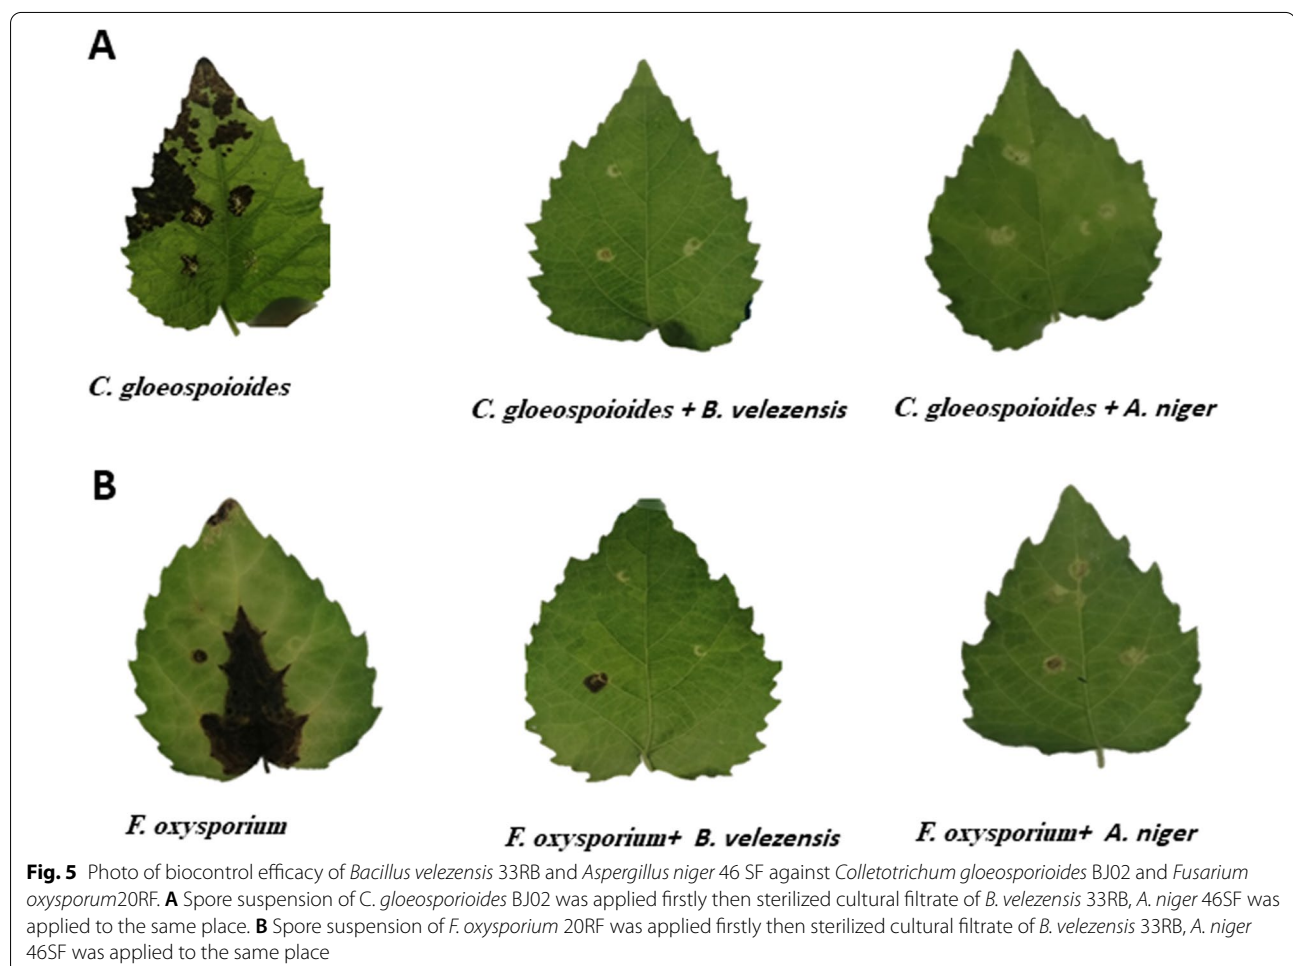 A
C. gloeospoioides
C. gloeospoioides + B. velezensis
C. gloeospoioides + A. niger
B
F. oxysporium
F. oxysporium+ B. velezensis
F. oxysporium+ A. niger
Fig. 5 Photo of biocontrol efficacy of Bacillus velezensis 33RB and Aspergillus niger 46 SF against Colletotrichum gloeosporioides BJ02 and Fusarium
oxysporum20RF. A Spore suspension of C. gloeosporioides BJ02 was applied firstly then sterilized cultural filtrate of B. velezensis 33RB, A. niger 46SF was
applied to the same place. B Spore suspension of F. oxysporium 20RF was applied firstly then sterilized cultural filtrate of B. velezensis 33RB, A. niger
46SF was applied to the same place